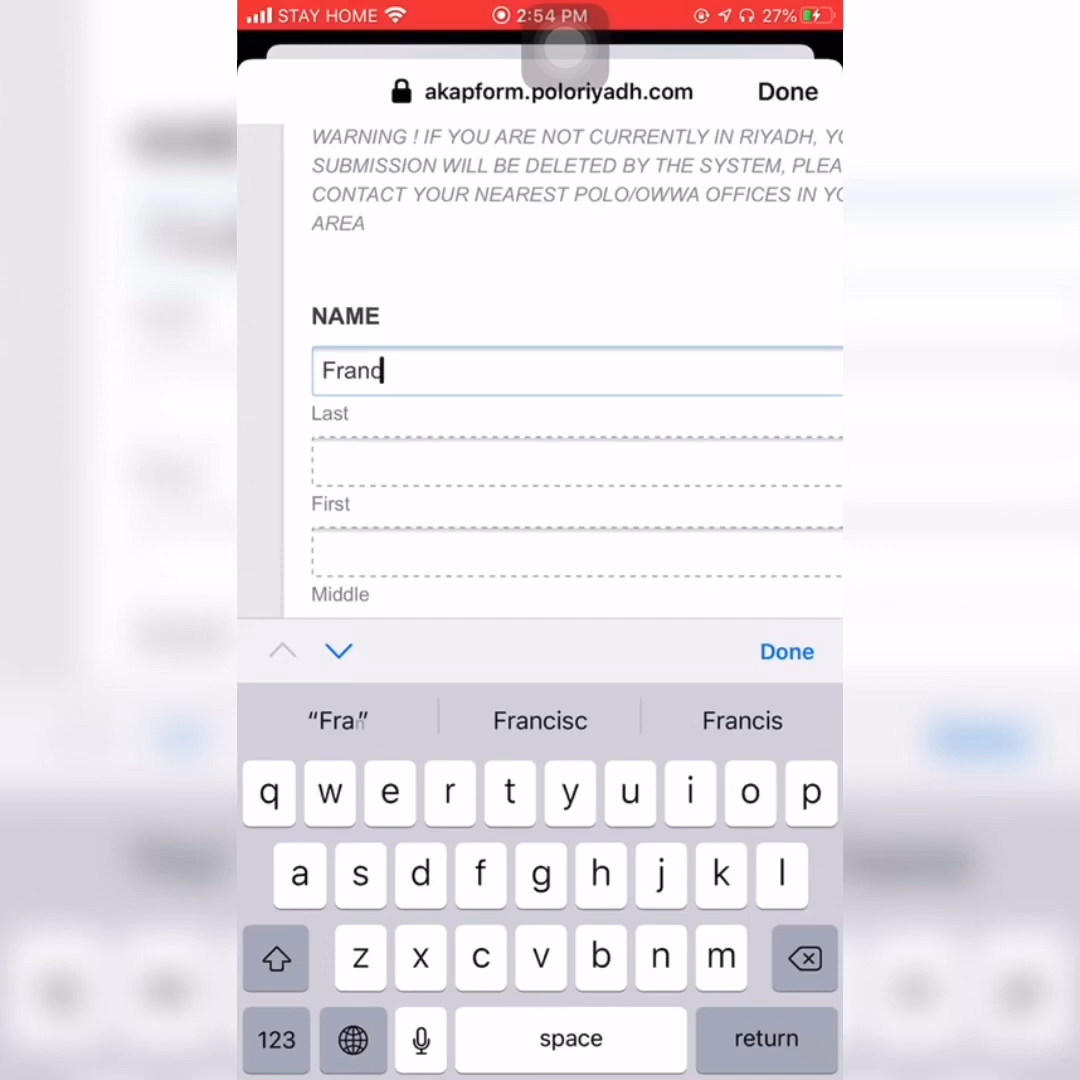 STAY HOME 2:54 PM 27%
akapform.poloriyadh.com Done
WARNING ! IF YOU ARE NOT CURRENTLY IN RIYADH, YO
SUBMISSION WILL BE DELETED BY THE SYSTEM, PLEA
CONTACT YOUR NEAREST POLO/OWWA OFFICES IN YO
AREA
NAME
Franc
Last
First
Middle
Done
“Fran” Francisc Francis
q w e r t y u i o p
a s d f g h j k l
z x c v b n m
123 space return